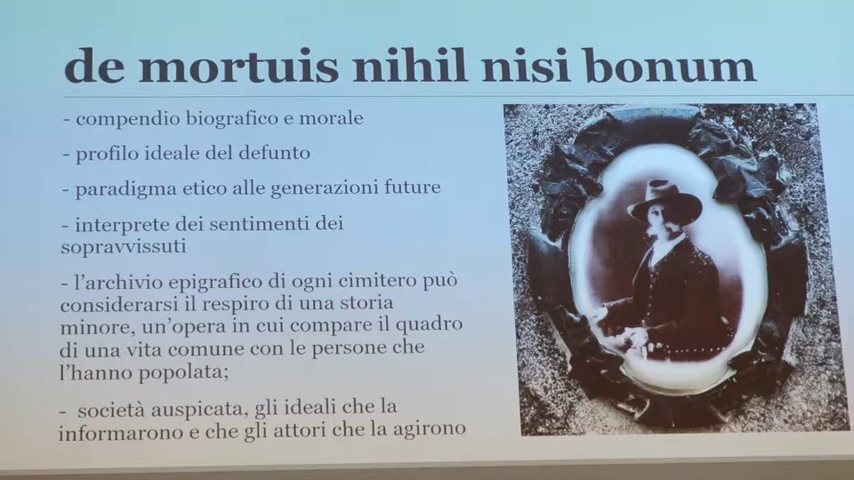 de mortuis nihil nisi bonum
- compendio biografico e morale
- profilo ideale del defunto
- paradigma etico alle generazioni future
- interprete dei sentimenti dei
sopravvissuti
- l'archivio epigrafico di ogni cimitero può
considerarsi il respiro di una storia
minore, un'opera in cui compare il quadro
di una vita comune con le persone che
l'hanno popolata;
- società auspicata, gli ideali che la
informarono e che gli attori che la agirono